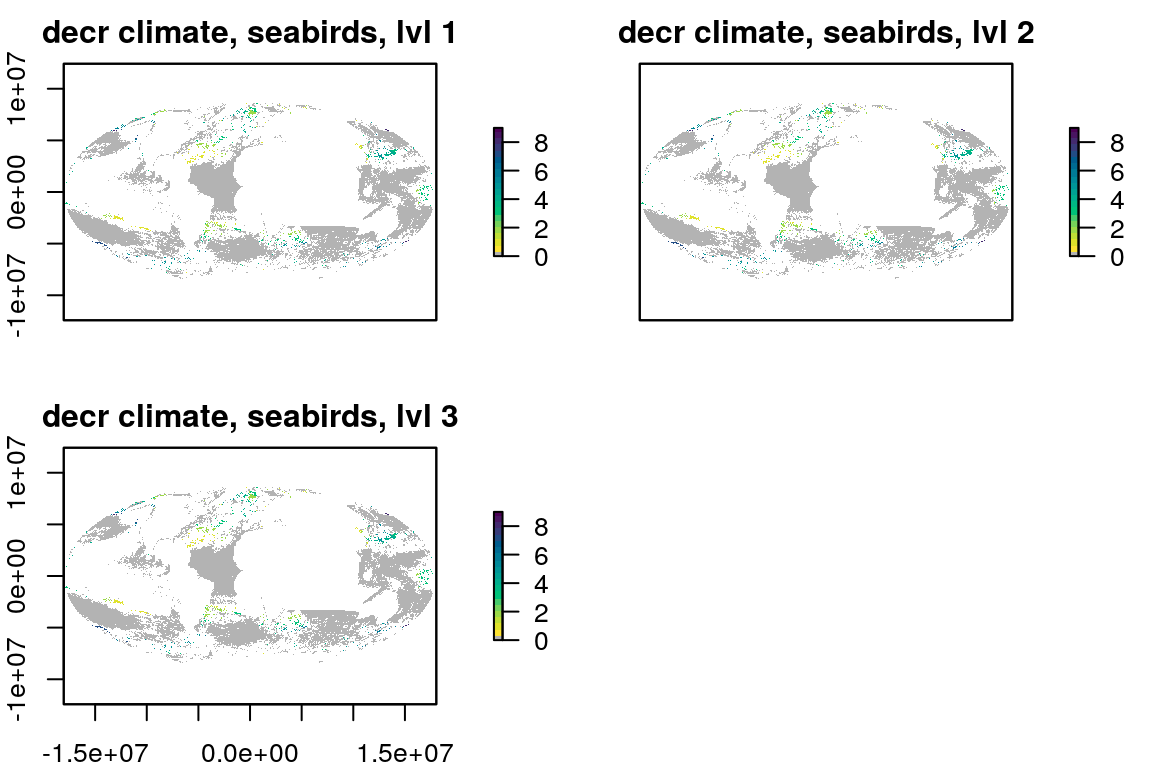 decr climate, seabirds, lvl 1
1e+07
0e+00
-1e+07
8
6
4
2
0
decr climate, seabirds, lvl 2
8
6
4
2
0
decr climate, seabirds, lvl 3
1e+07
0e+00
-1e+07
8
6
4
2
0
-1.5e+07 0.0e+00 1.5e+07